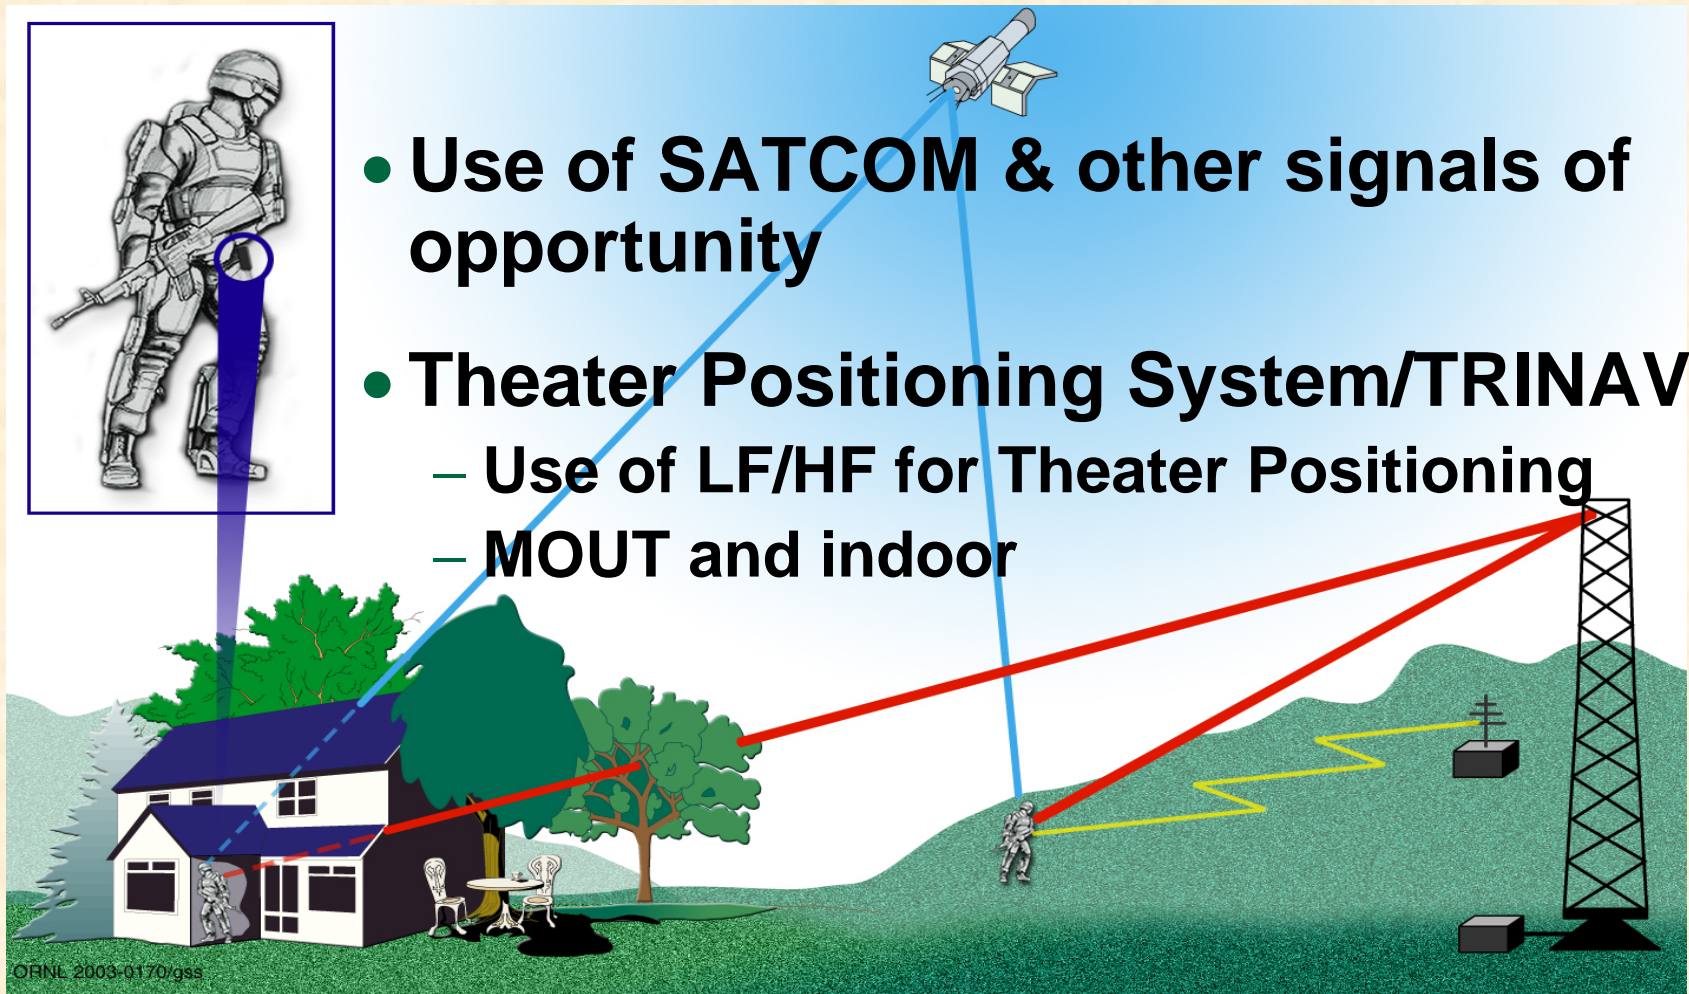 • Use of SATCOM & other signals of
opportunity
• Theater Positioning System/TRINAV
– Use of LF/HF for Theater Positioning
– MOUT and indoor
ORNL 2003-0170/gss